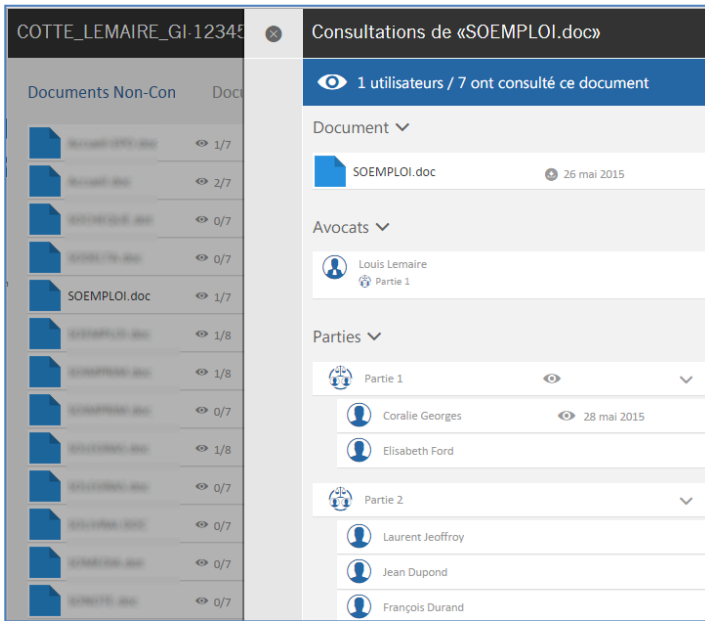 COTTE_LEMAIRE_GI-12345
Documents Non-Con Docu
1/7
2/7
0/7
0/7
SOEMPLOI.doc 1/7
1/8
1/8
0/7
1/8
0/7
0/7
0/7
0/7
Consultations de «SOEMPLOI.doc»
1 utilisateurs / 7 ont consulté ce document
Document
SOEMPLOI.doc 26 mai 2015
Avocats
Louis Lemaire
Partie 1
Parties
Partie 1
Coralie Georges 28 mai 2015
Elisabeth Ford
Partie 2
Laurent Jeoffroy
Jean Dupond
François Durand